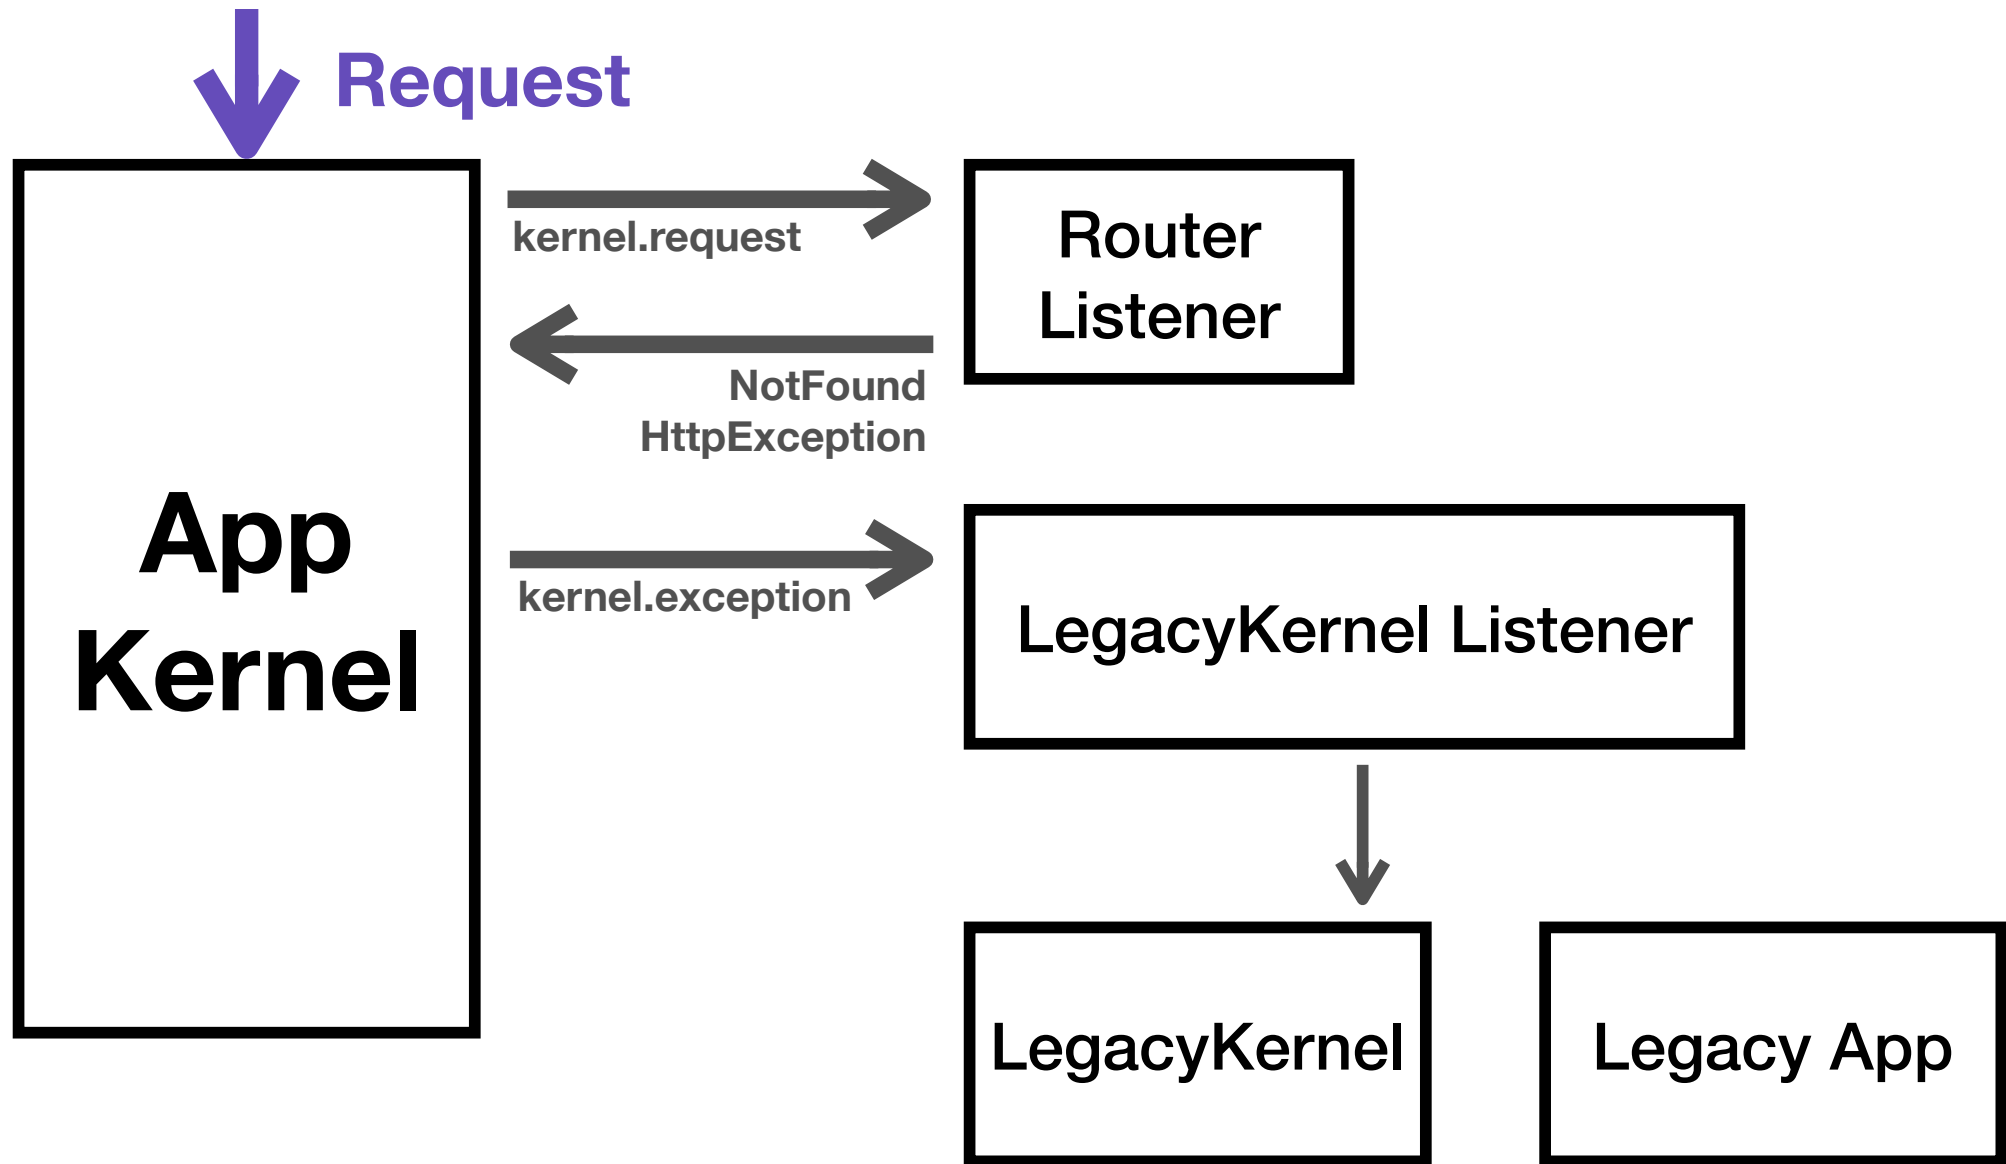 Request
kernel.request
Router
Listener
NotFound
HttpException
App
Kernel
kernel.exception
LegacyKernel Listener
LegacyKernel
Legacy App